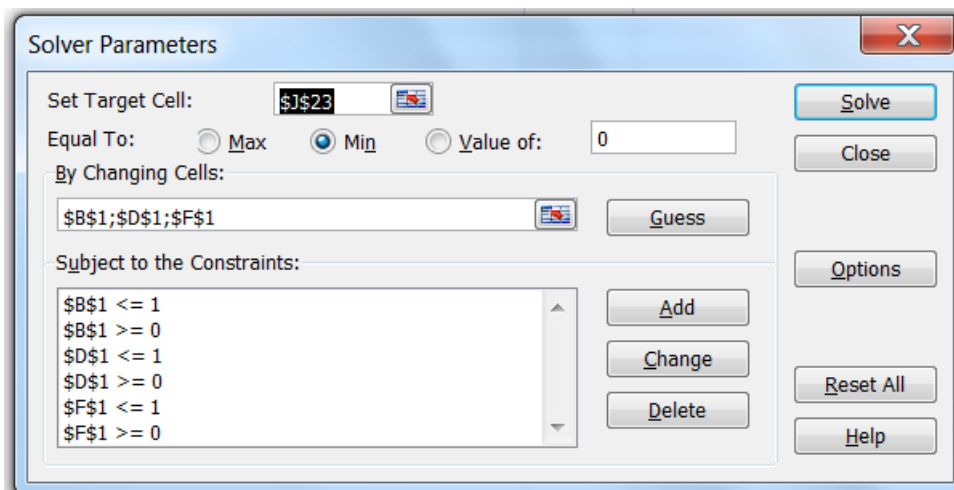 Solver Parameters
Set Target Cell: $J$23
Solve
Equal To: Max Min Value of: 0
Close
By Changing Cells:
$B$1;$D$1;$F$1
Guess
Subject to the Constraints:
Options
$B$1 <= 1
$B$1 >= 0
$D$1 <= 1
$D$1 >= 0
$F$1 <= 1
$F$1 >= 0
Add
Change
Delete
Reset All
Help